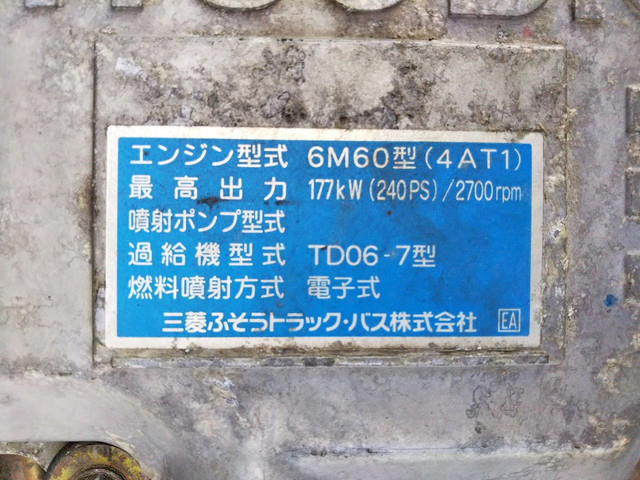 エンジン型式 6M60型(4AT1)
最高出力 177kW(240PS)/2700rpm
噴射ポンプ型式
過給機型式 TD06-7型
燃料噴射方式 電子式
三菱ふそうトラック・バス株式会社 EA